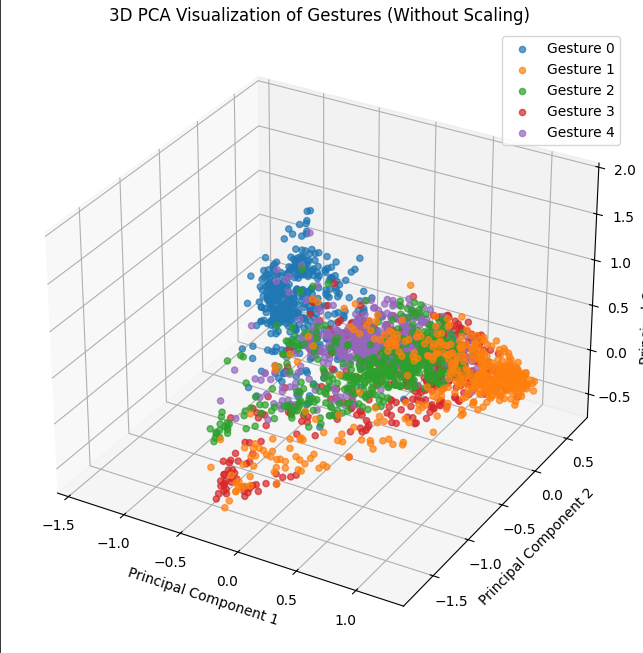 3D PCA Visualization of Gestures (Without Scaling)
Gesture 0
Gesture 1
Gesture 2
Gesture 3
Gesture 4
2.0
1.5
1.0
0.5
0.0
−0.5
0.5
0.0
−0.5
−1.0
−1.5
Principal Component 2
−1.5
−1.0
−0.5
0.0
0.5
1.0
Principal Component 1